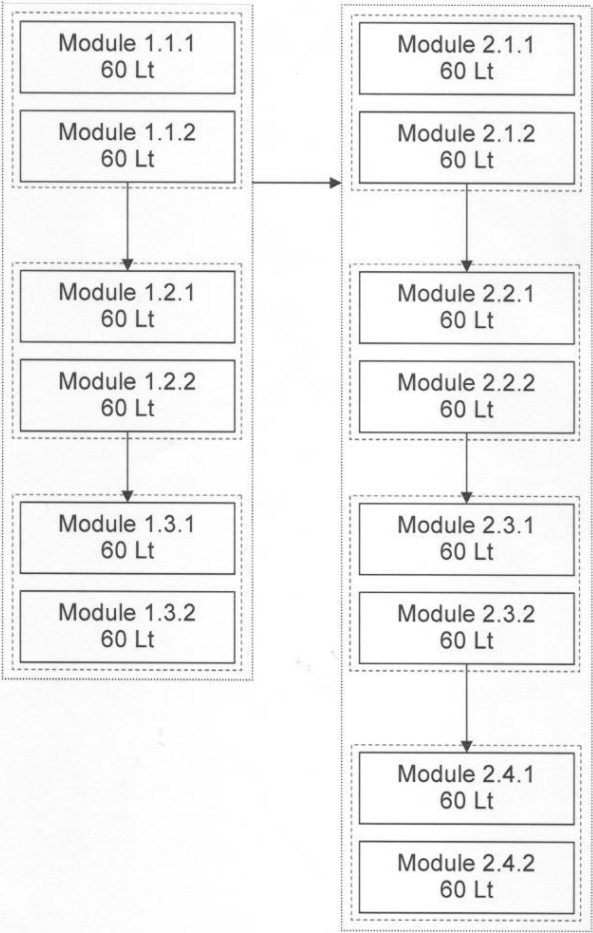 Module 1.1.1
60 Lt
Module 1.1.2
60 Lt
Module 1.2.1
60 Lt
Module 1.2.2
60 Lt
Module 1.3.1
60 Lt
Module 1.3.2
60 Lt
Module 2.1.1
60 Lt
Module 2.1.2
60 Lt
Module 2.2.1
60 Lt
Module 2.2.2
60 Lt
Module 2.3.1
60 Lt
Module 2.3.2
60 Lt
Module 2.4.1
60 Lt
Module 2.4.2
60 Lt